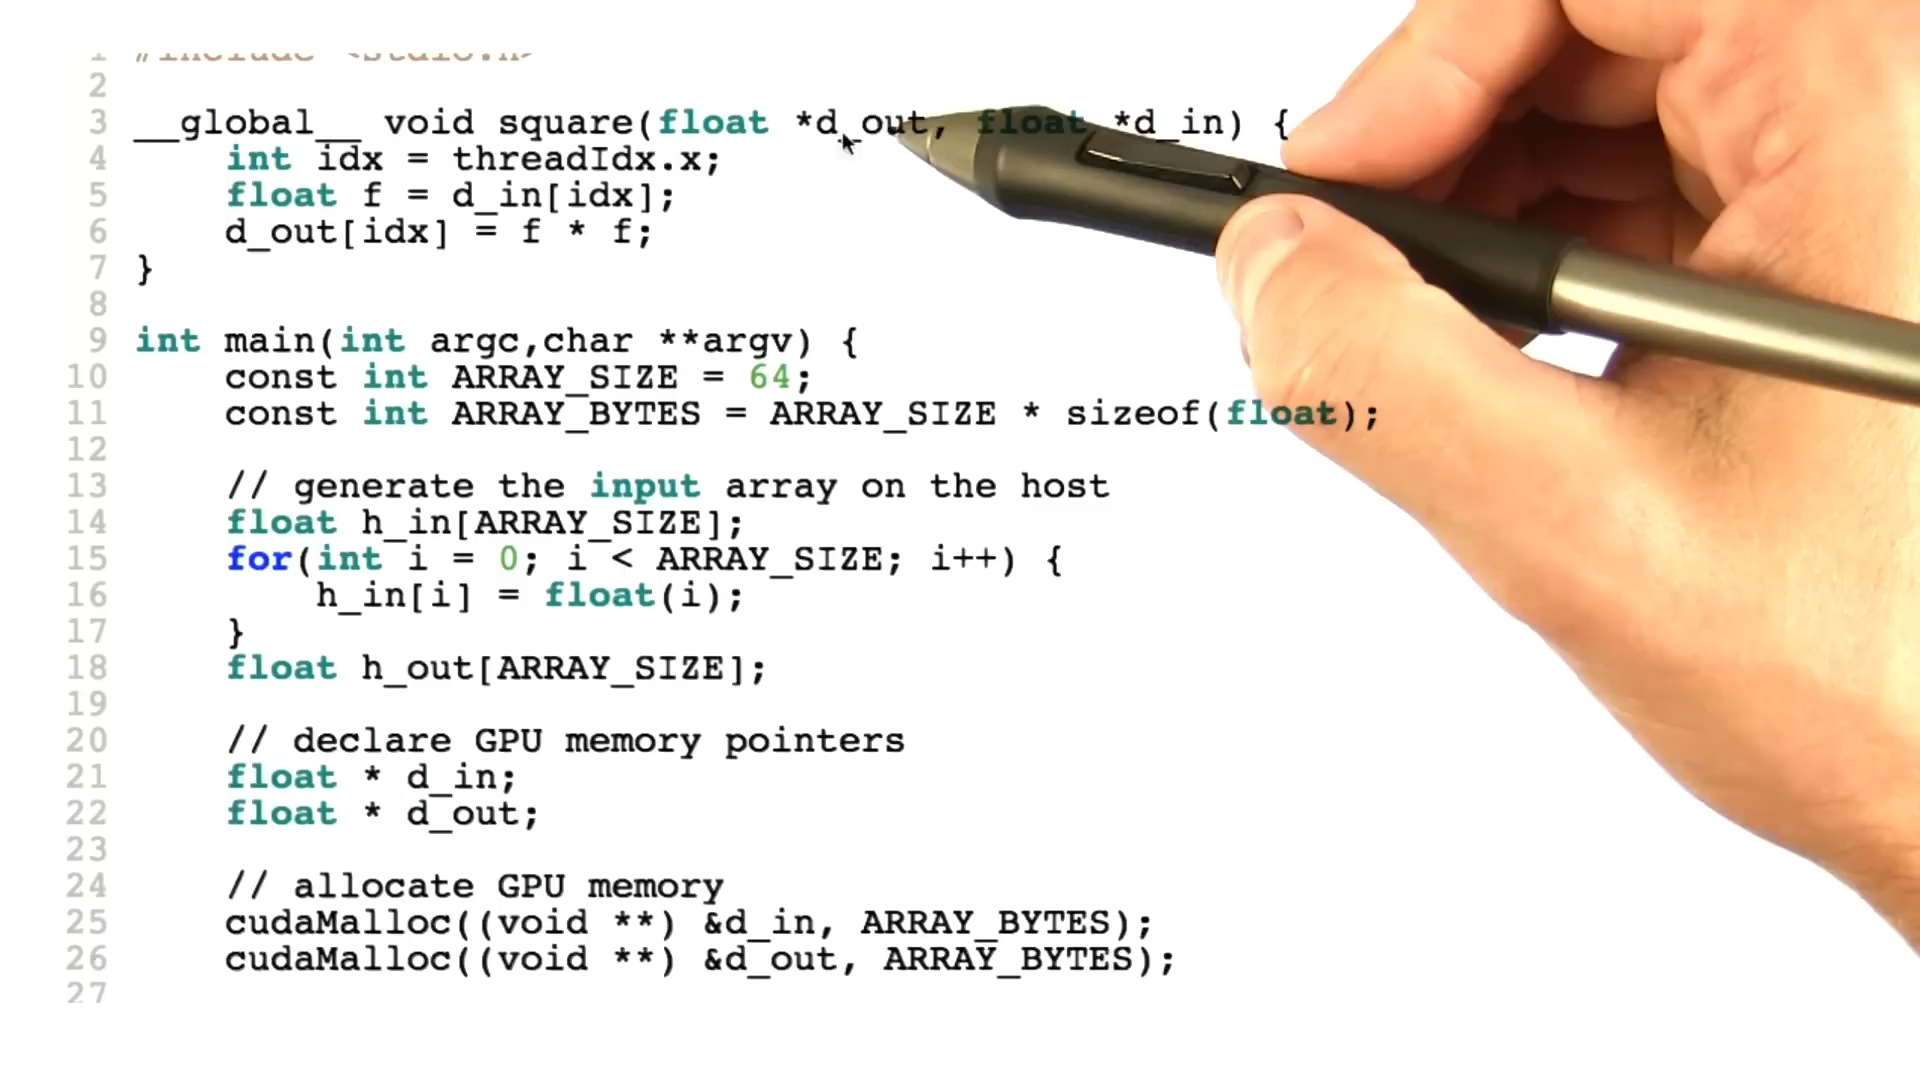 1 #include <stdio.h>
2
3 __global__ void square(float *d_out, float *d_in) {
4     int idx = threadIdx.x;
5     float f = d_in[idx];
6     d_out[idx] = f * f;
7 }
8
9 int main(int argc,char **argv) {
10     const int ARRAY_SIZE = 64;
11     const int ARRAY_BYTES = ARRAY_SIZE * sizeof(float);
12
13     // generate the input array on the host
14     float h_in[ARRAY_SIZE];
15     for(int i = 0; i < ARRAY_SIZE; i++) {
16         h_in[i] = float(i);
17     }
18     float h_out[ARRAY_SIZE];
19
20     // declare GPU memory pointers
21     float * d_in;
22     float * d_out;
23
24     // allocate GPU memory
25     cudaMalloc((void **) &d_in, ARRAY_BYTES);
26     cudaMalloc((void **) &d_out, ARRAY_BYTES);
27